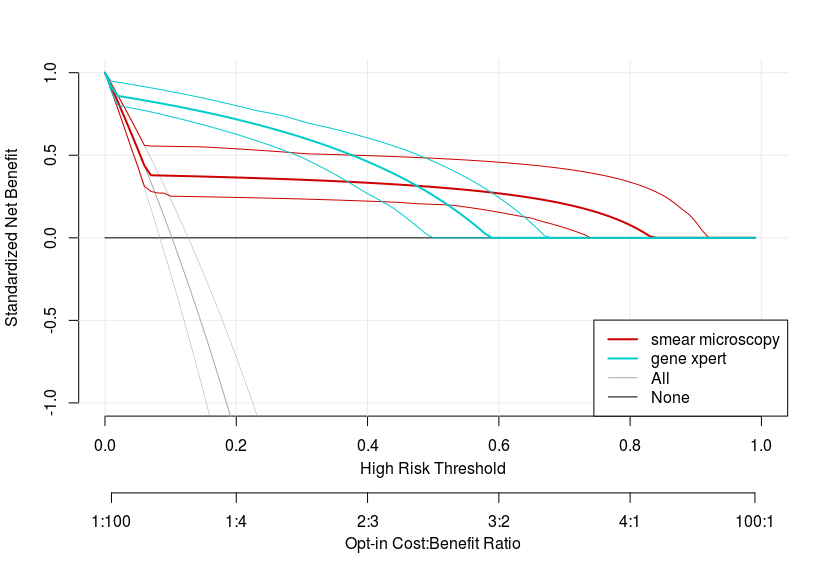 Standardized Net Benefit
1.0
0.5
0.0
-0.5
-1.0
smear microscopy
gene xpert
All
None
0.0 0.2 0.4 0.6 0.8 1.0
High Risk Threshold
1:100 1:4 2:3 3:2 4:1 100:1
Opt-in Cost:Benefit Ratio